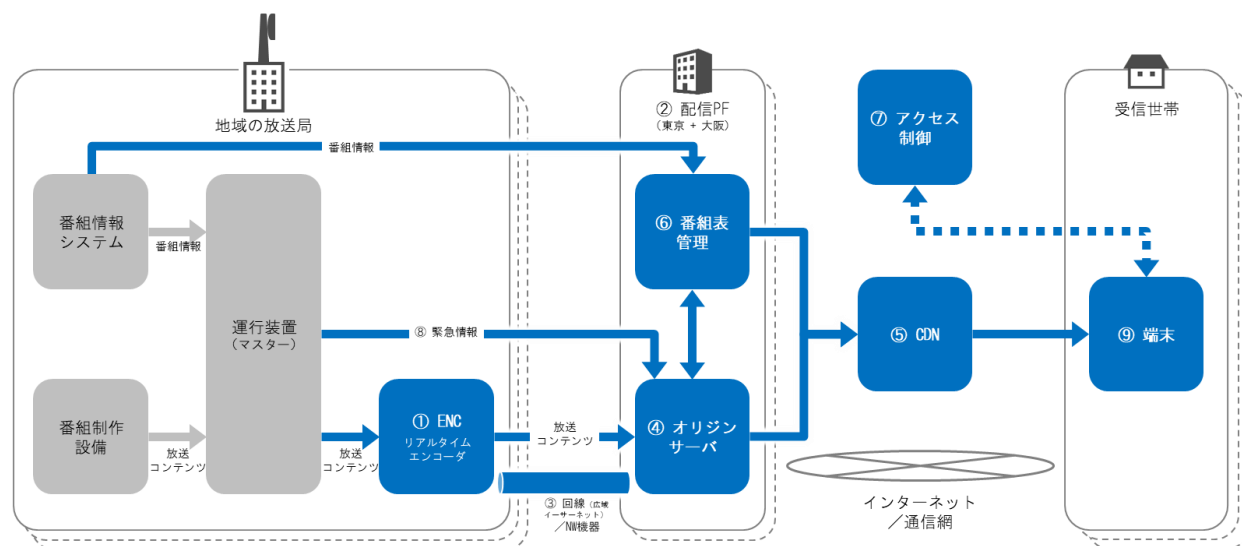 地域の放送局
② 配信PF
（東京 + 大阪）
⑦ アクセス
制御
受信世帯
番組情報
番組情報
システム
番組情報
⑥ 番組表
管理
運行装置
（マスター）
⑧ 緊急情報
⑤ CDN
⑨ 端末
番組制作
設備
放送
コンテンツ
放送
コンテンツ
① ENC
リアルタイム
エンコーダ
放送
コンテンツ
④ オリジン
サーバ
③ 回線（広域
イーサーネット）
／NW機器
インターネット
／通信網